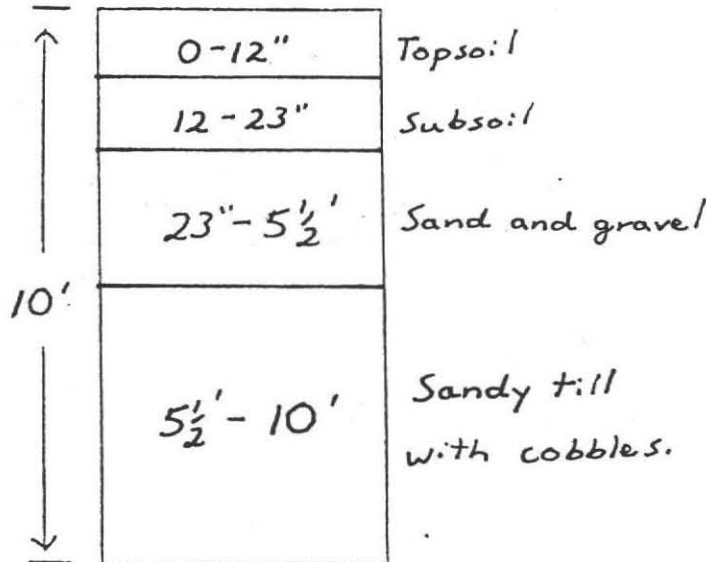 0-12" Topsoil
12-23" Subsoil
23"-5½' Sand and gravel
10'
5½'- 10' Sandy till
with cobbles.